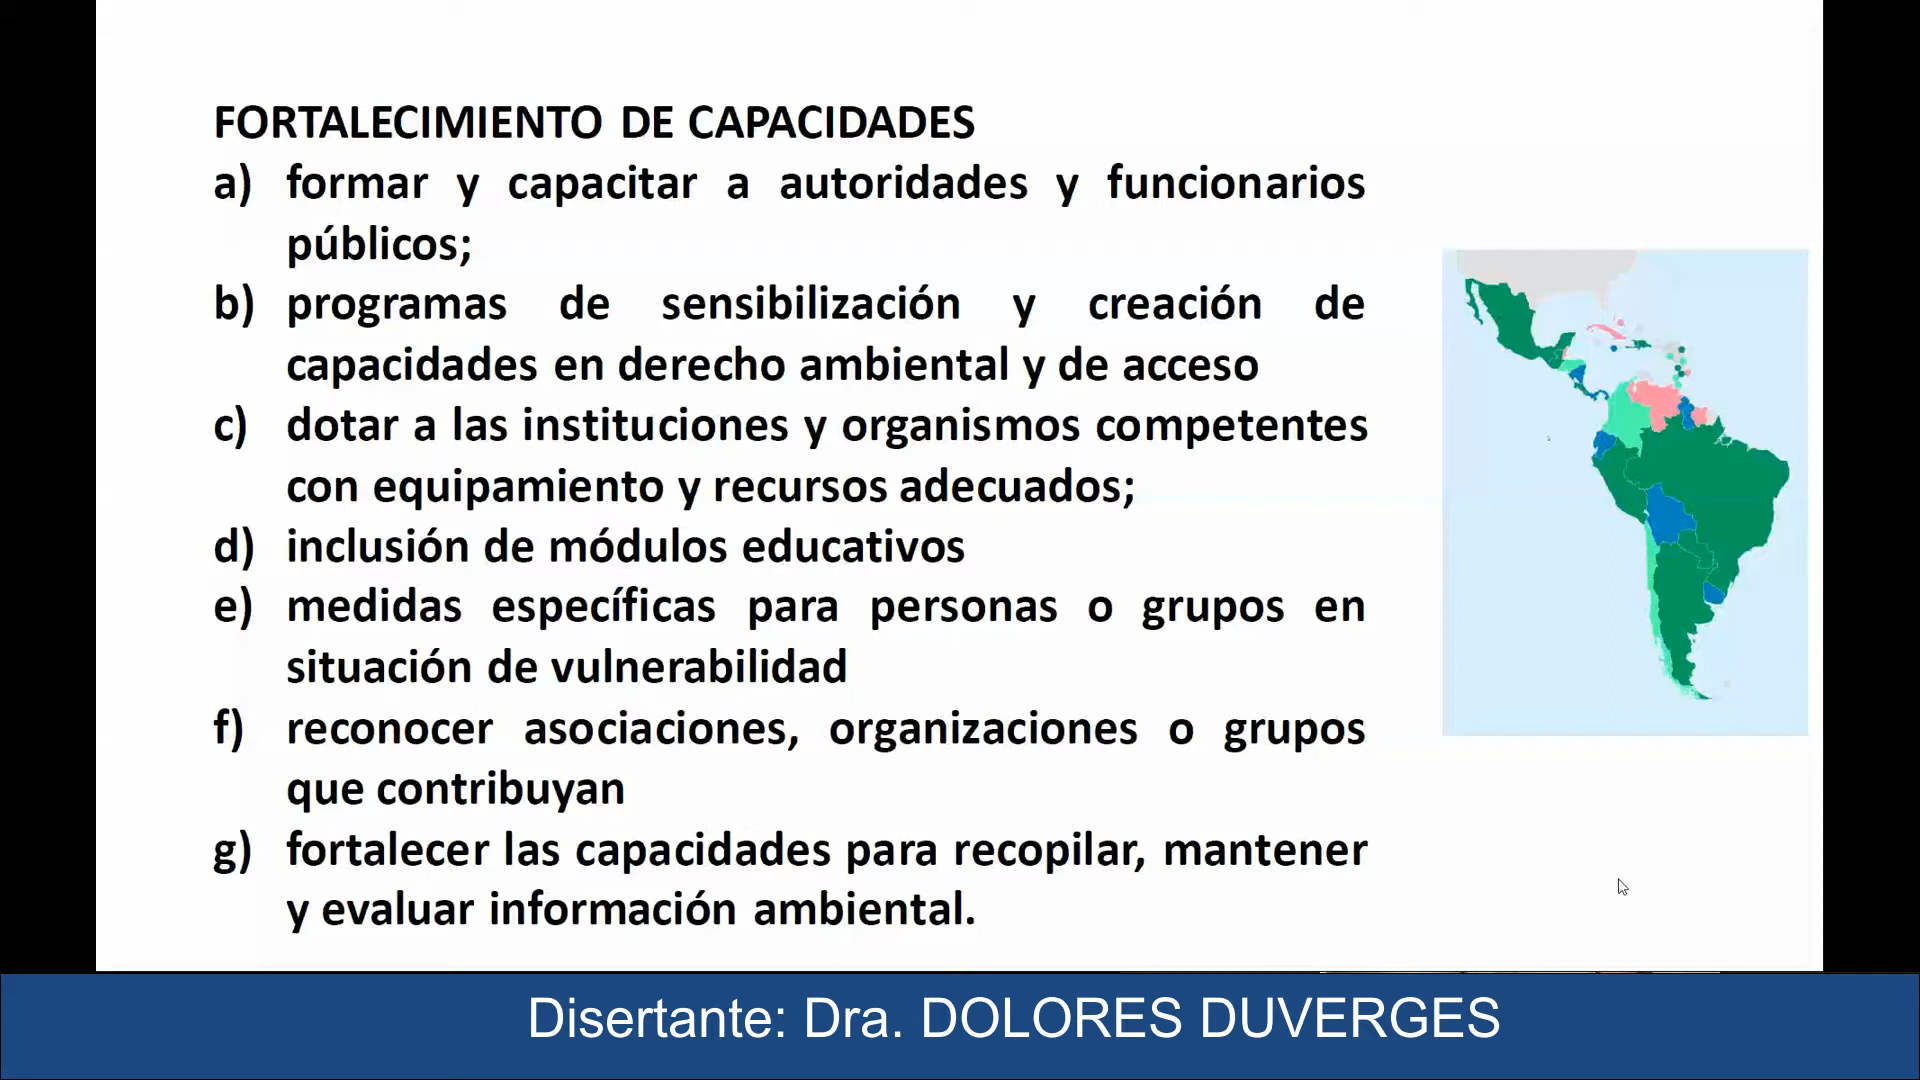 FORTALECIMIENTO DE CAPACIDADES
a) formar y capacitar a autoridades y funcionarios
públicos;
b) programas de sensibilización y creación de
capacidades en derecho ambiental y de acceso
c) dotar a las instituciones y organismos competentes
con equipamiento y recursos adecuados;
d) inclusión de módulos educativos
e) medidas específicas para personas o grupos en
situación de vulnerabilidad
f) reconocer asociaciones, organizaciones o grupos
que contribuyan
g) fortalecer las capacidades para recopilar, mantener
y evaluar información ambiental.
Disertante: Dra. DOLORES DUVERGES